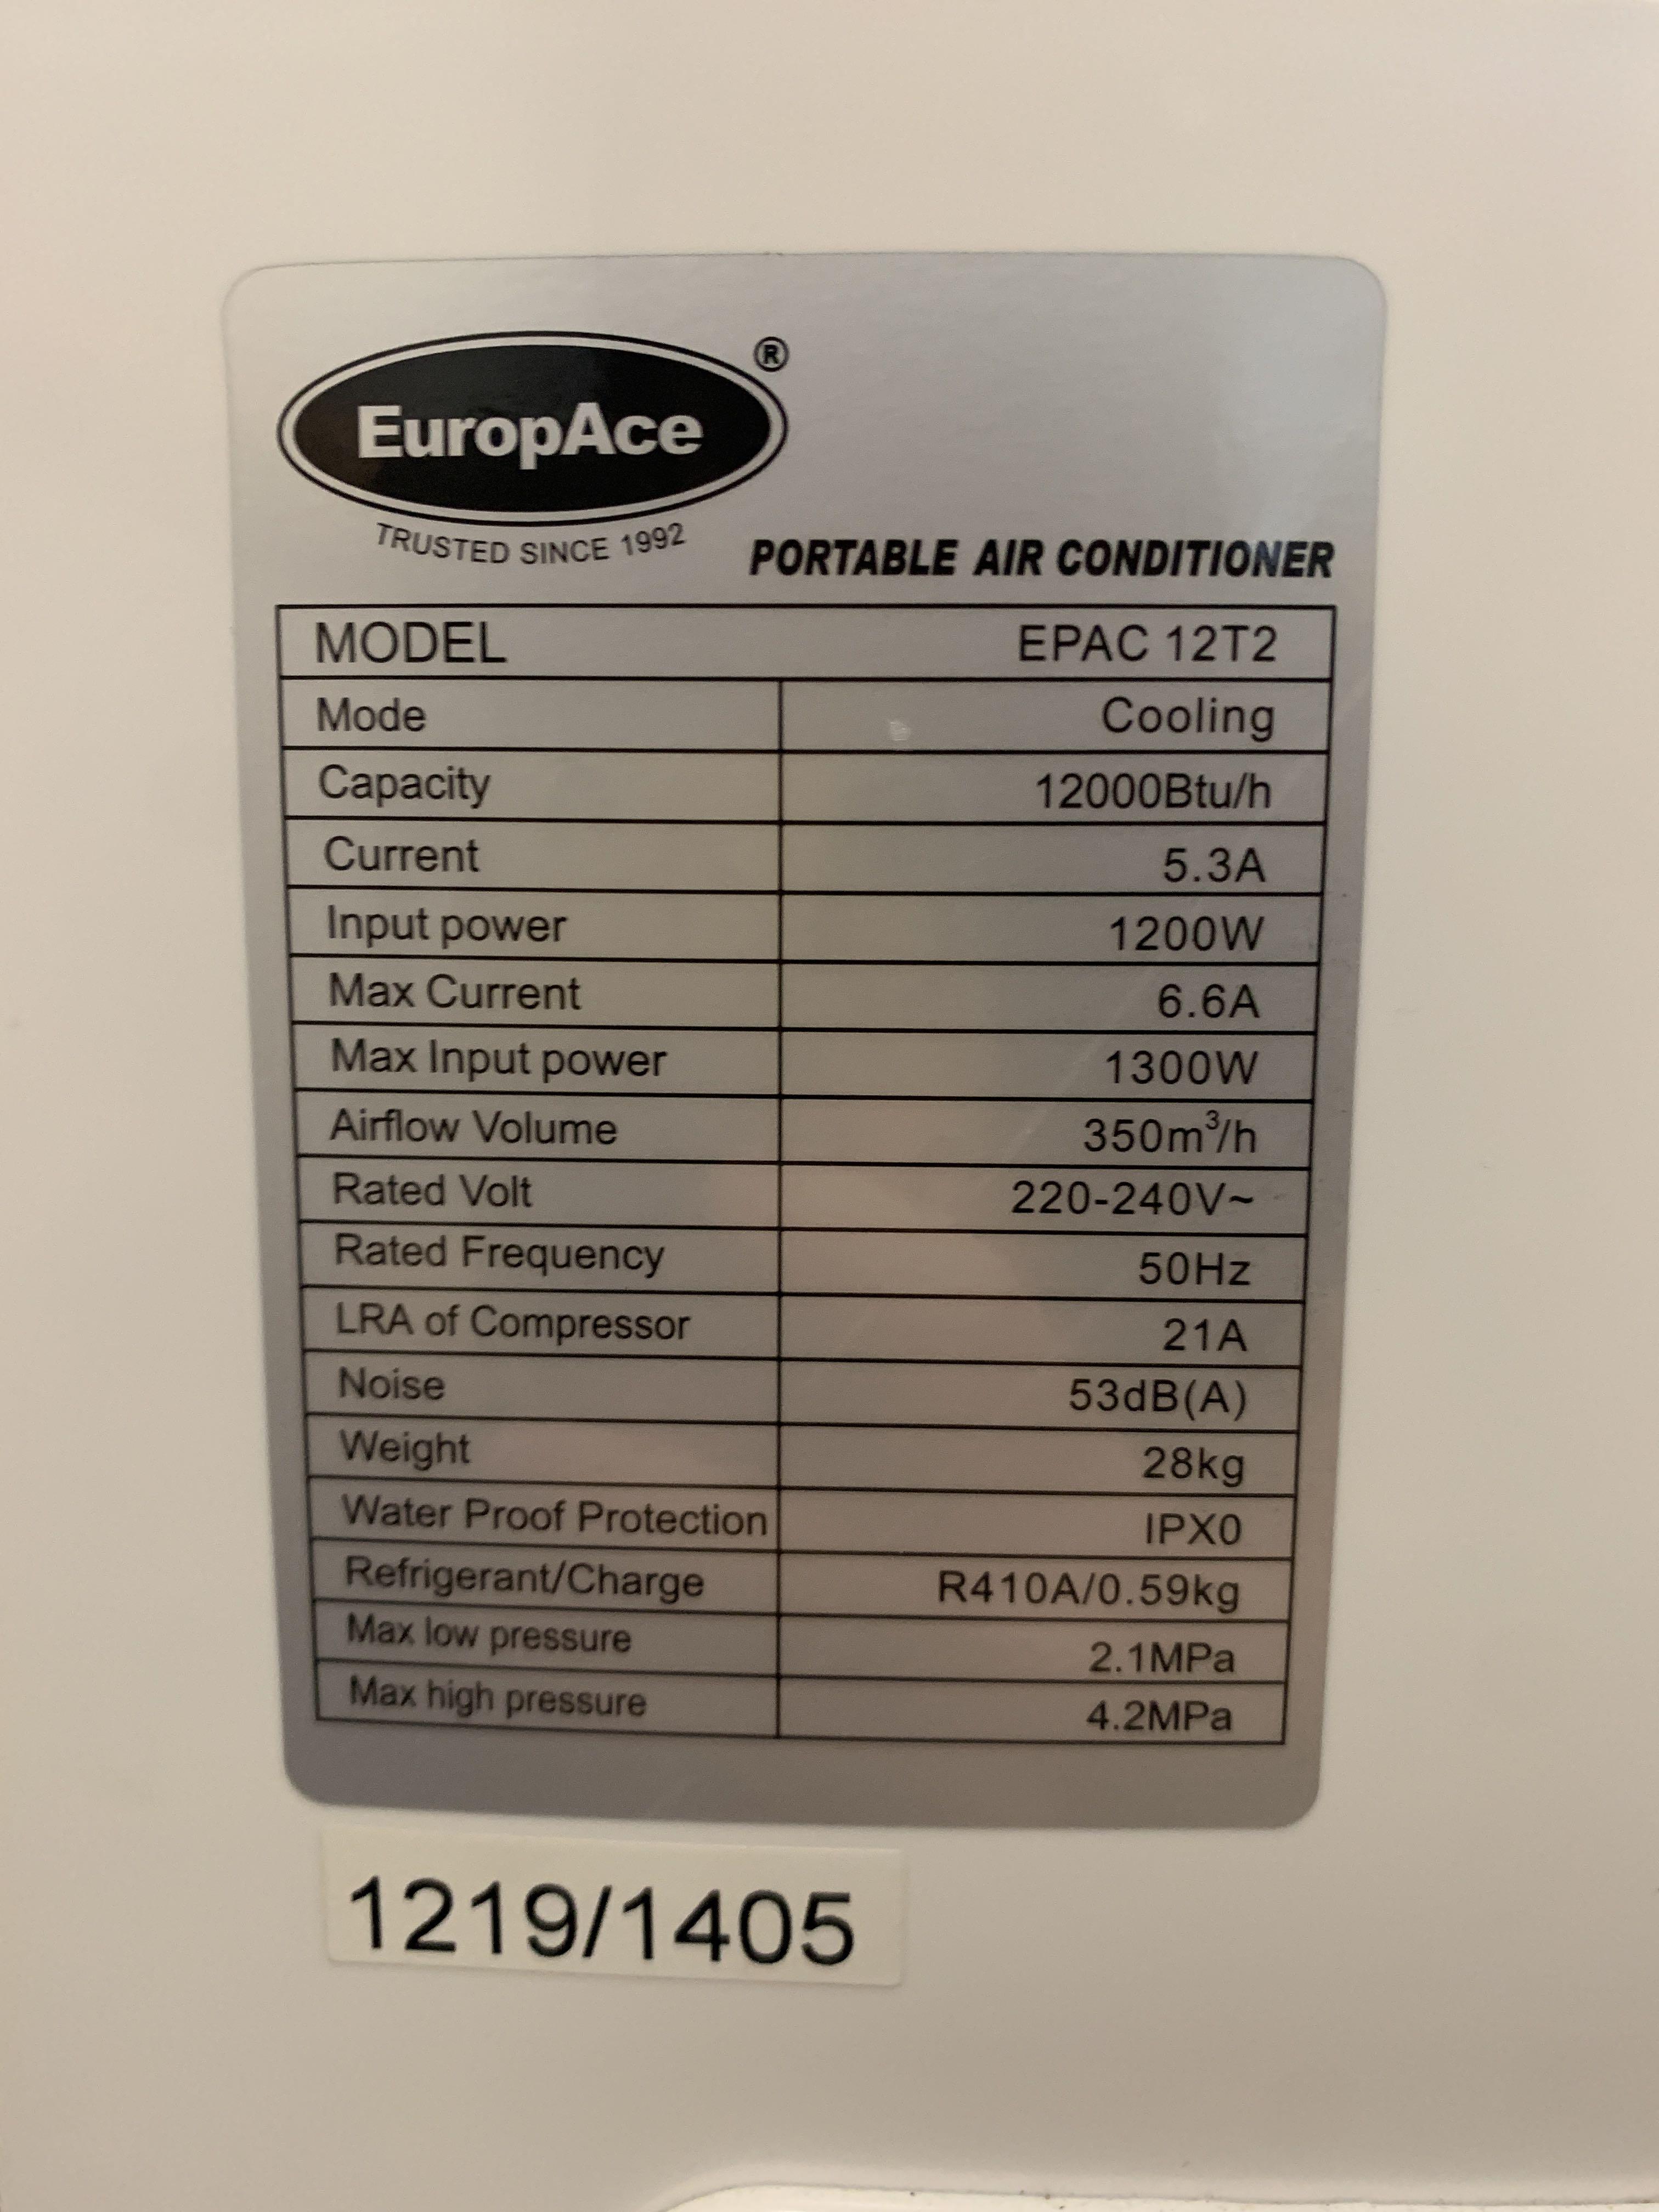 EuropAce ®
TRUSTED SINCE 1992
PORTABLE AIR CONDITIONER
MODEL EPAC 12T2
Mode Cooling
Capacity 12000Btu/h
Current 5.3A
Input power 1200W
Max Current 6.6A
Max Input power 1300W
Airflow Volume 350m³/h
Rated Volt 220-240V~
Rated Frequency 50Hz
LRA of Compressor 21A
Noise 53dB(A)
Weight 28kg
Water Proof Protection IPX0
Refrigerant/Charge R410A/0.59kg
Max low pressure 2.1MPa
Max high pressure 4.2MPa
1219/1405